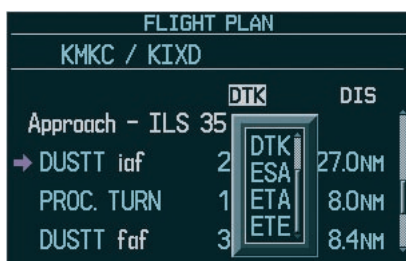 FLIGHT PLAN
KMKC / KIXD
DTK DIS
Approach - ILS 35
DUSTT iaf 2 27.0NM
PROC. TURN 1 8.0NM
DUSTT faf 3 8.4NM
DTK
ESA
ETA
ETE